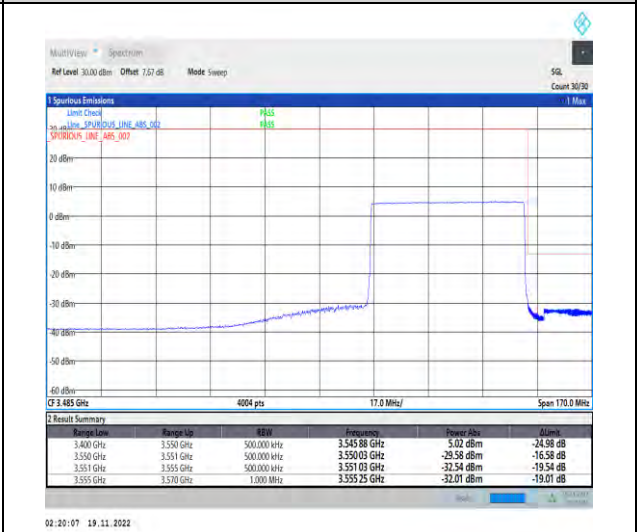 MultiView Spectrum
Ref Level 30.00 dBm Offset 7.67 dB Mode Sweep SGL
Count 30/30
1 Spurious Emissions 1 Max
Limit Check PASS
Line _SPURIOUS_LINE_ABS_002 PASS
_SPURIOUS_LINE_ABS_002
20 dBm
10 dBm
0 dBm
-10 dBm
-20 dBm
-30 dBm
-40 dBm
-50 dBm
-60 dBm
CF 3.485 GHz 4004 pts 17.0 MHz/ Span 170.0 MHz
2 Result Summary
Range Low Range Up RBW Frequency Power Abs ΔLimit
3.400 GHz 3.550 GHz 500.000 kHz 3.545 88 GHz 5.02 dBm -24.98 dB
3.550 GHz 3.551 GHz 500.000 kHz 3.550 03 GHz -29.58 dBm -16.58 dB
3.551 GHz 3.555 GHz 500.000 kHz 3.551 03 GHz -32.54 dBm -19.54 dB
3.555 GHz 3.570 GHz 1.000 MHz 3.555 25 GHz -32.01 dBm -19.01 dB
02:20:07 19.11.2022